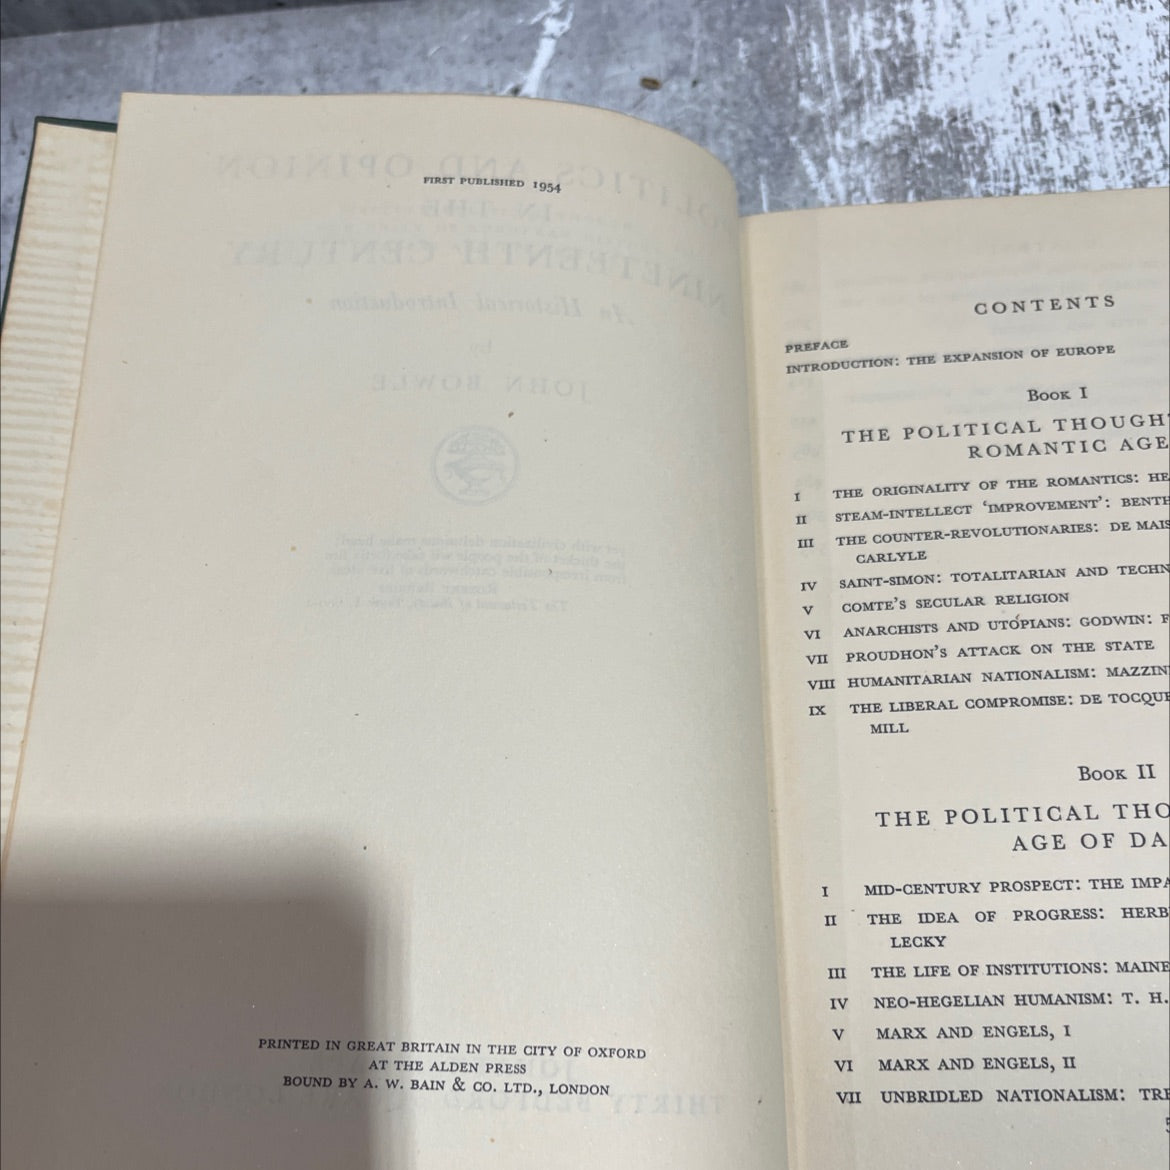 FIRST PUBLISHED 1954
PRINTED IN GREAT BRITAIN IN THE CITY OF OXFORD
AT THE ALDEN PRESS
BOUND BY A. W. BAIN & CO. LTD., LONDON
CONTENTS
PREFACE
INTRODUCTION: THE EXPANSION OF EUROPE
Book I
THE POLITICAL THOUGH
ROMANTIC AGE
I THE ORIGINALITY OF THE ROMANTICS: HE
II STEAM-INTELLECT ‘IMPROVEMENT’: BENTH
III THE COUNTER-REVOLUTIONARIES: DE MAIS
CARLYLE
IV SAINT-SIMON: TOTALITARIAN AND TECHN
V COMTE'S SECULAR RELIGION
VI ANARCHISTS AND UTOPIANS: GODWIN: F
VII PROUDHON'S ATTACK ON THE STATE
VIII HUMANITARIAN NATIONALISM: MAZZIN
IX THE LIBERAL COMPROMISE: DE TOCQUE
MILL
Book II
THE POLITICAL THO
AGE OF DA
I MID-CENTURY PROSPECT: THE IMPA
II THE IDEA OF PROGRESS: HERB
LECKY
III THE LIFE OF INSTITUTIONS: MAINE
IV NEO-HEGELIAN HUMANISM: T. H.
V MARX AND ENGELS, I
VI MARX AND ENGELS, II
VII UNBRIDLED NATIONALISM: TRE
5